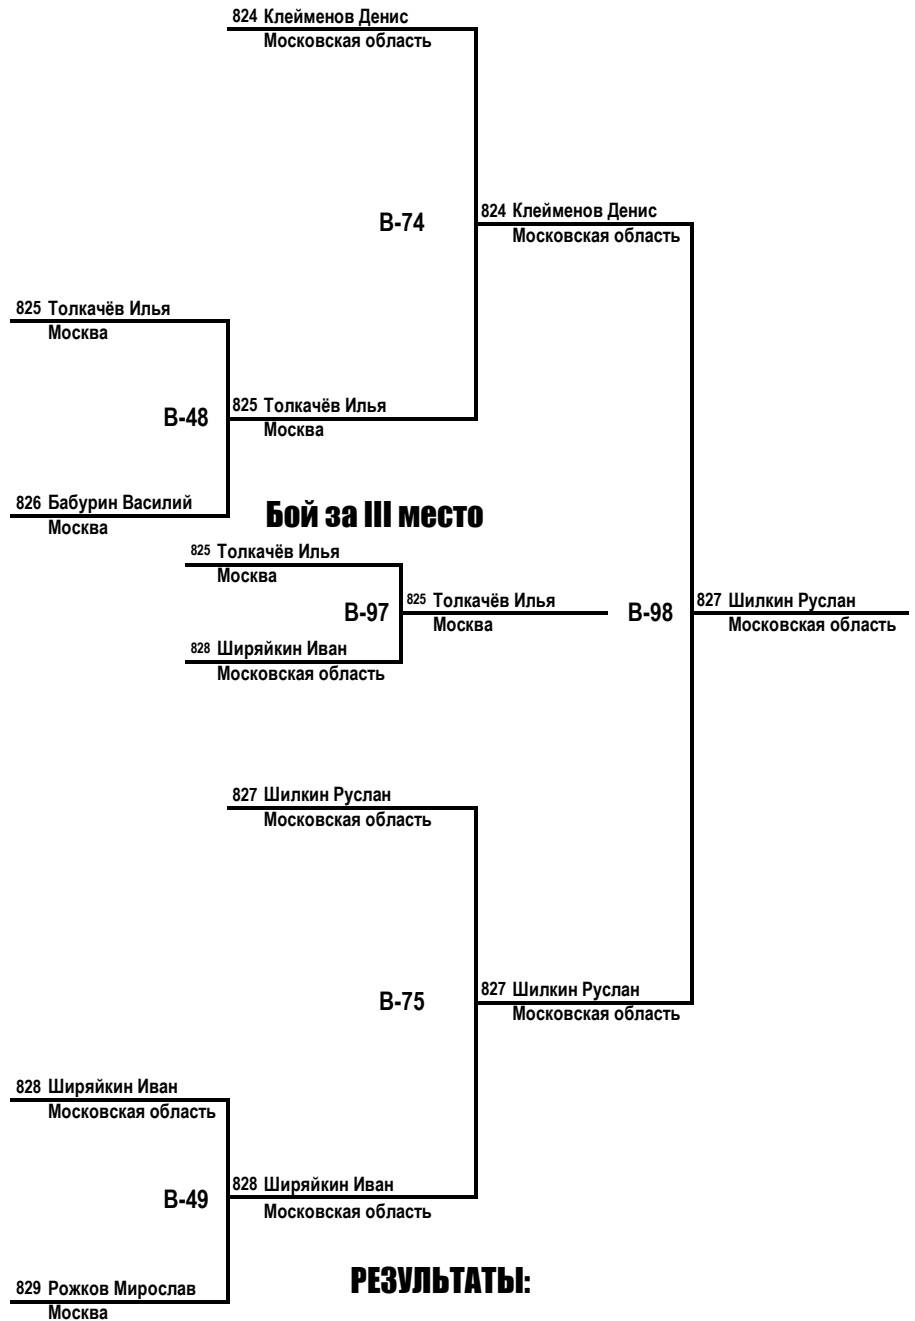 824 Клейменов Денис
Московская область
B-74
824 Клейменов Денис
Московская область
825 Толкачёв Илья
Москва
B-48
825 Толкачёв Илья
Москва
826 Бабурин Василий
Москва
Бой за III место
825 Толкачёв Илья
Москва
B-97
825 Толкачёв Илья
Москва
B-98
827 Шилкин Руслан
Московская область
828 Ширяйкин Иван
Московская область
827 Шилкин Руслан
Московская область
B-75
827 Шилкин Руслан
Московская область
828 Ширяйкин Иван
Московская область
B-49
828 Ширяйкин Иван
Московская область
829 Рожков Мирослав
Москва
РЕЗУЛЬТАТЫ: